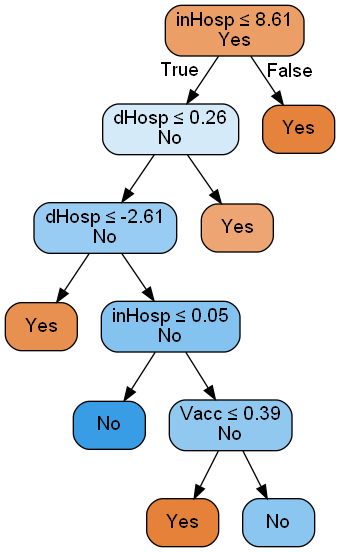 inHosp ≤ 8.61
Yes
True
False
dHosp ≤ 0.26
No
Yes
dHosp ≤ -2.61
No
Yes
Yes
inHosp ≤ 0.05
No
No
Vacc ≤ 0.39
No
Yes
No